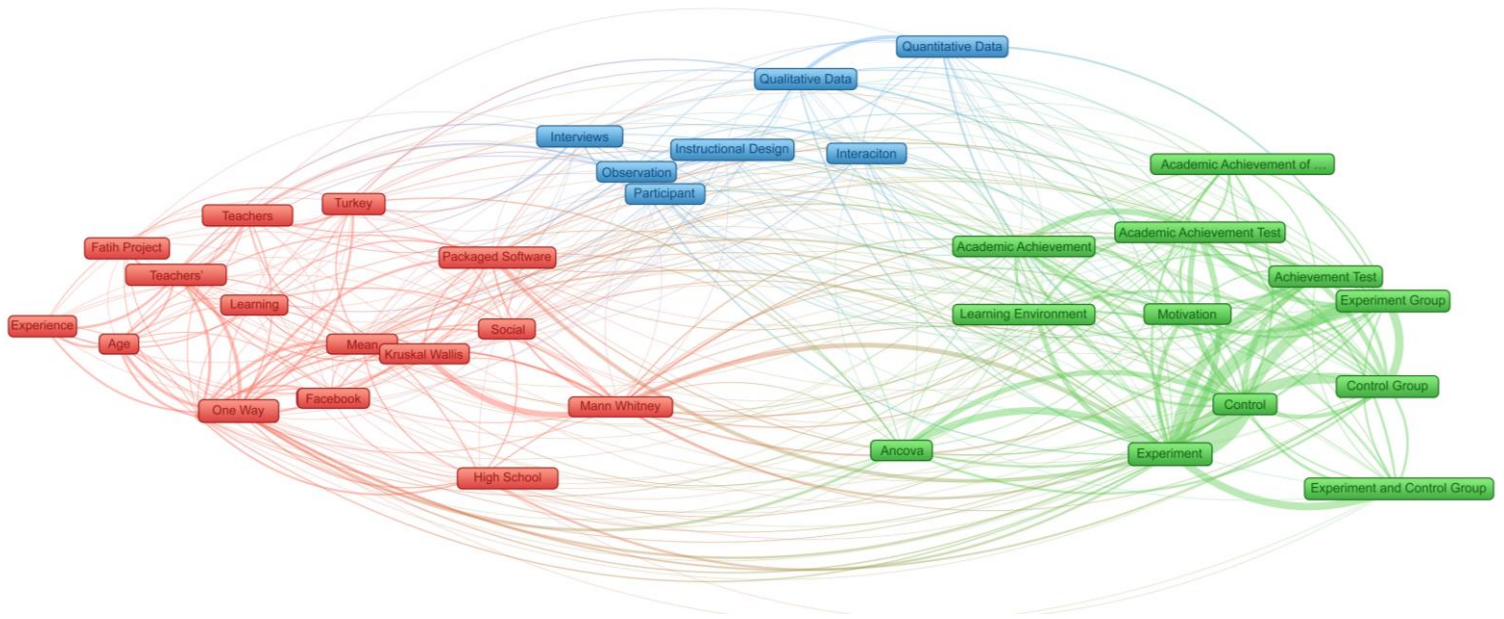 Quantitative Data
Qualitative Data
Interviews
Instructional Design
Interaciton
Observation
Participant
Academic Achievement of ...
Turkey
Teachers
Academic Achievement Test
Fatih Project
Academic Achievement
Packaged Software
Teachers'
Achievement Test
Experiment Group
Learning
Learning Environment
Motivation
Experience
Social
Age
Mean
Kruskal Wallis
Control Group
Facebook
Control
One Way
Mann Whitney
Ancova
Experiment
High School
Experiment and Control Group